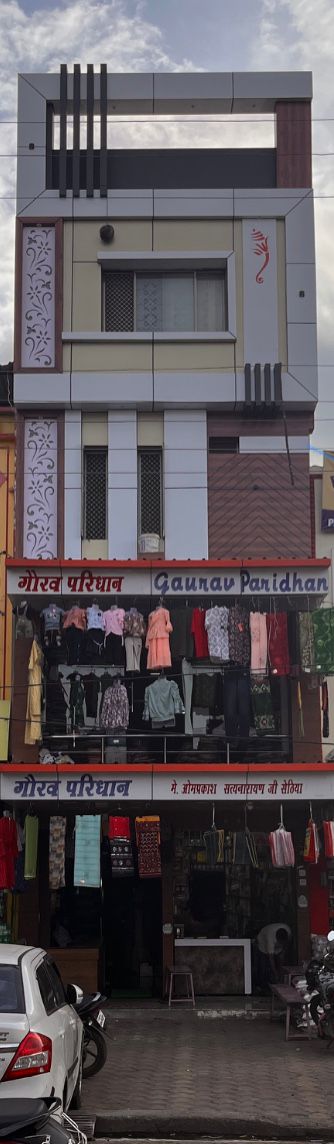 गौरव परिधान Gaurav Paridhan
गौरव परिधान मे. ओमप्रकाश सत्यनारायण जी सेठिया